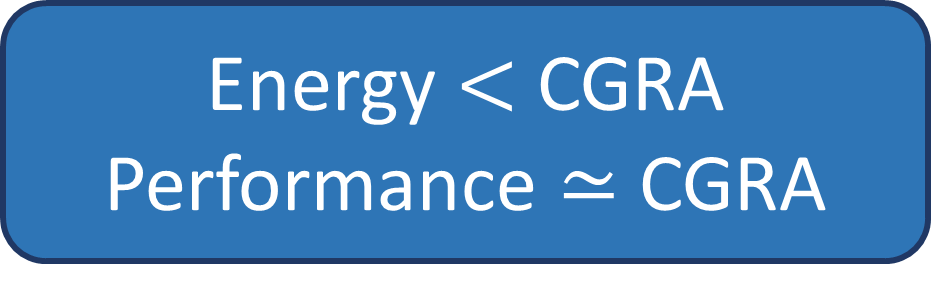 Energy < CGRA
Performance ≃ CGRA